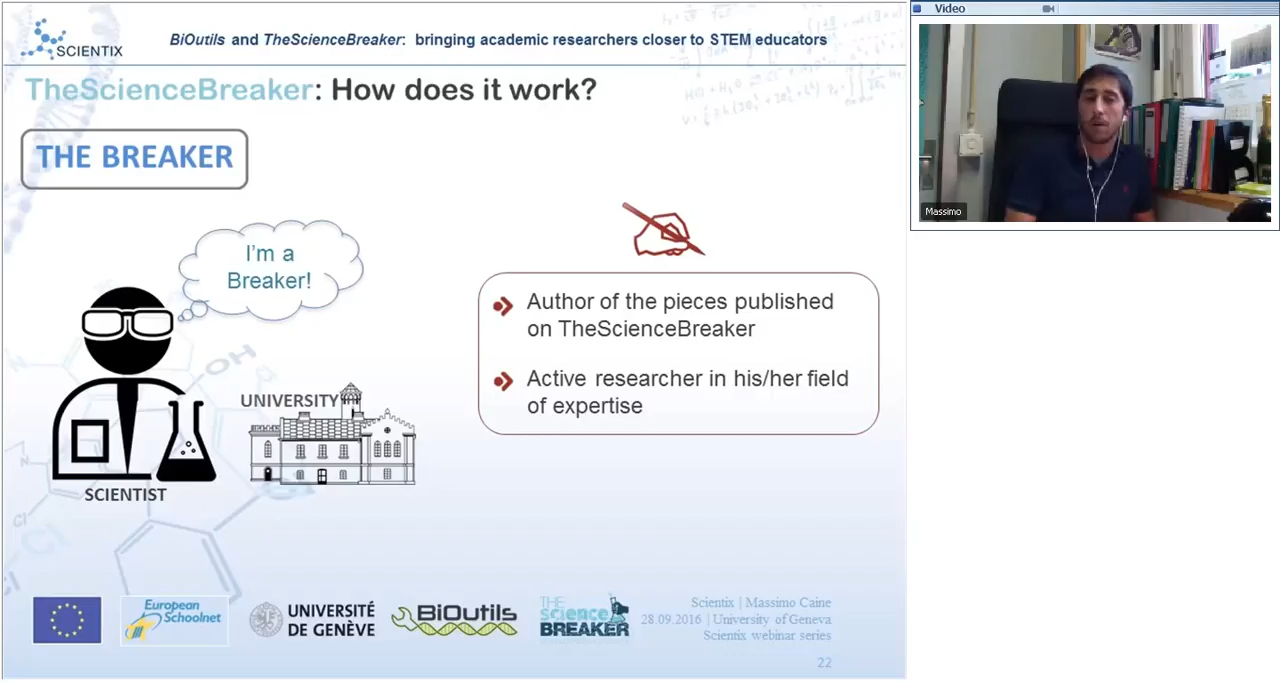 SCIENTIX
BiOutils and TheScienceBreaker: bringing academic researchers closer to STEM educators
TheScienceBreaker: How does it work?
THE BREAKER
I'm a
Breaker!
Author of the pieces published
on TheScienceBreaker
Active researcher in his/her field
of expertise
UNIVERSITY
SCIENTIST
OH
Cl
Cl
European
Schoolnet
UNIVERSITÉ
DE GENÈVE
BiOutils
THE
science
BREAKER
Scientix | Massimo Caine
28.09.2016 | University of Geneva
Scientix webinar series
22
Video
Massimo